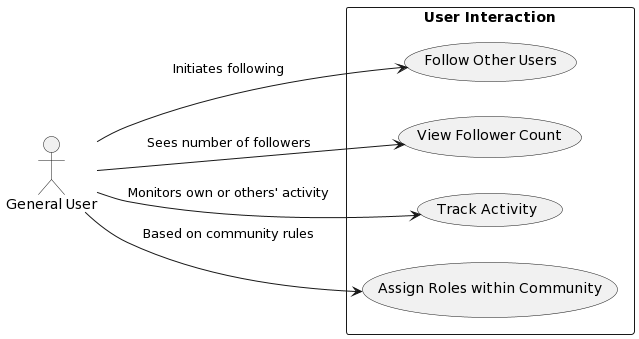 User Interaction
Initiates following
Follow Other Users
Sees number of followers
View Follower Count
General User
Monitors own or others' activity
Track Activity
Based on community rules
Assign Roles within Community